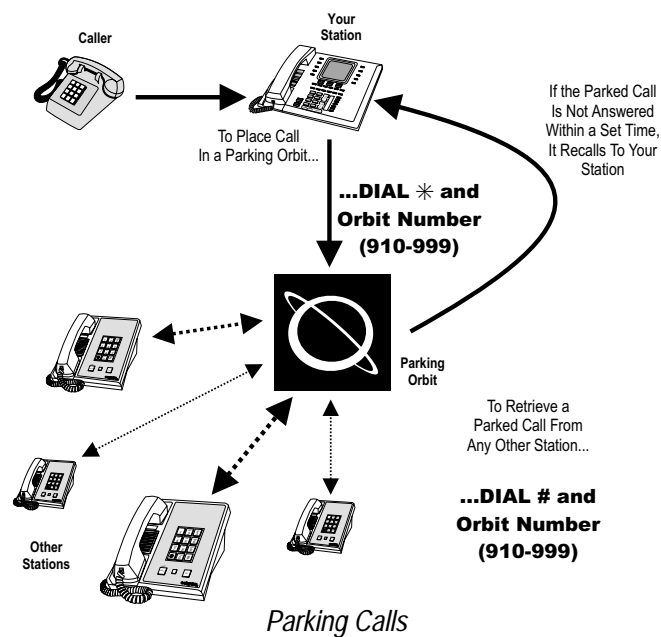 Caller
Your
Station
If the Parked Call
Is Not Answered
Within a Set Time,
It Recalls To Your
Station
To Place Call
In a Parking Orbit...
...DIAL ✳ and
Orbit Number
(910-999)
Parking
Orbit
To Retrieve a
Parked Call From
Any Other Station...
...DIAL # and
Orbit Number
(910-999)
Other
Stations
Parking Calls